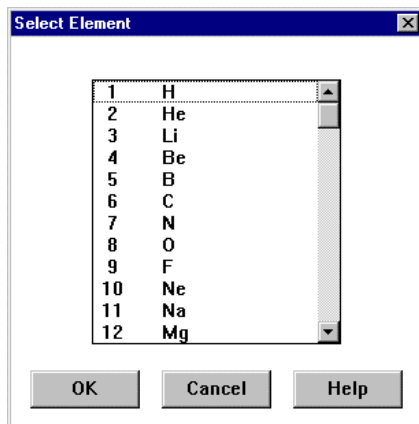 Select Element
1 H
2 He
3 Li
4 Be
5 B
6 C
7 N
8 O
9 F
10 Ne
11 Na
12 Mg
OK Cancel Help